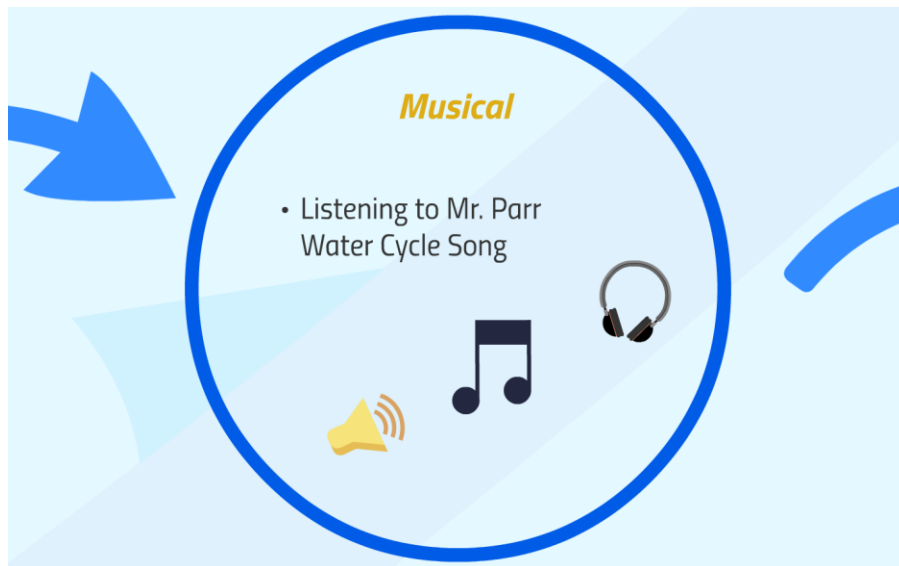 Musical
• Listening to Mr. Parr
Water Cycle Song